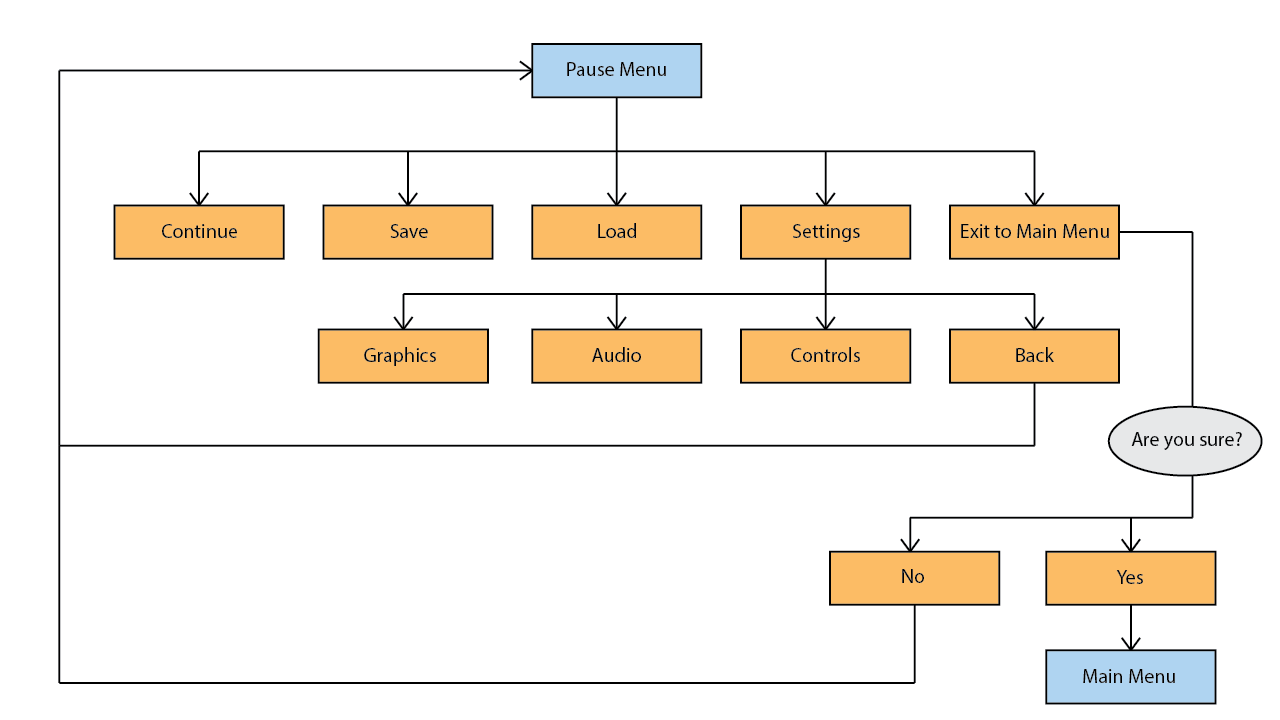 Pause Menu
Continue
Save
Load
Settings
Exit to Main Menu
Graphics
Audio
Controls
Back
Are you sure?
No
Yes
Main Menu